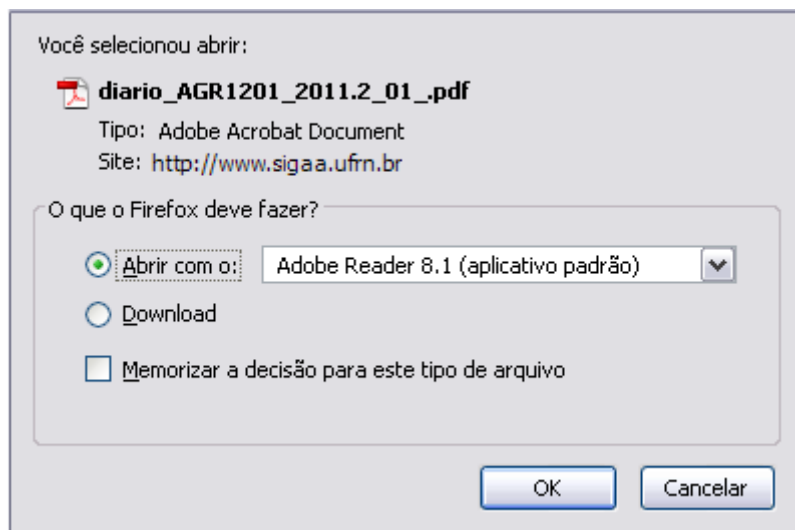 Você selecionou abrir:
diario_AGR1201_2011.2_01_.pdf
Tipo: Adobe Acrobat Document
Site: http://www.sigaa.ufrn.br
O que o Firefox deve fazer?
Abrir com o: Adobe Reader 8.1 (aplicativo padrão)
Download
Memorizar a decisão para este tipo de arquivo
OK Cancelar